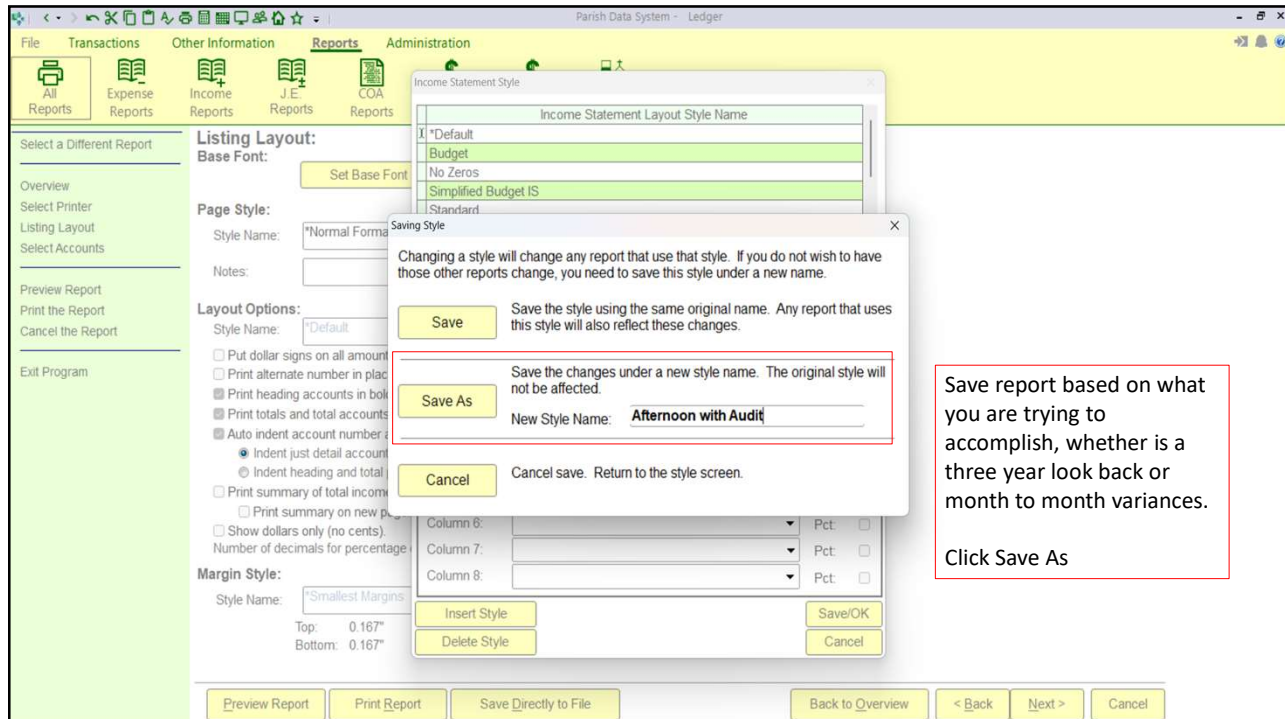 Parish Data System - Ledger
File Transactions Other Information Reports Administration
All Reports
Expense Reports
Income Reports
J.E. Reports
COA Reports
Select a Different Report
Overview
Select Printer
Listing Layout
Select Accounts
Preview Report
Print the Report
Cancel the Report
Exit Program
Listing Layout:
Base Font:
Set Base Font
Page Style:
Style Name: *Normal Forma
Notes:
Layout Options:
Style Name: *Default
Put dollar signs on all amount
Print alternate number in plac
Print heading accounts in bol
Print totals and total accounts
Auto indent account number a
Indent just detail account
Indent heading and total
Print summary of total incom
Print summary on new pag
Show dollars only (no cents).
Number of decimals for percentage
Margin Style:
Style Name: *Smallest Margins
Top: 0.167"
Bottom: 0.167"
Income Statement Style
Income Statement Layout Style Name
*Default
Budget
No Zeros
Simplified Budget IS
Standard
Saving Style
Changing a style will change any report that use that style. If you do not wish to have
those other reports change, you need to save this style under a new name.
Save
Save the style using the same original name. Any report that uses
this style will also reflect these changes.
Save As
Save the changes under a new style name. The original style will
not be affected.
New Style Name: Afternoon with Audit
Cancel
Cancel save. Return to the style screen.
Column 6: Pct:
Column 7: Pct:
Column 8: Pct:
Insert Style Save/OK
Delete Style Cancel
Preview Report Print Report Save Directly to File Back to Overview < Back Next > Cancel
Save report based on what
you are trying to
accomplish, whether is a
three year look back or
month to month variances.
Click Save As